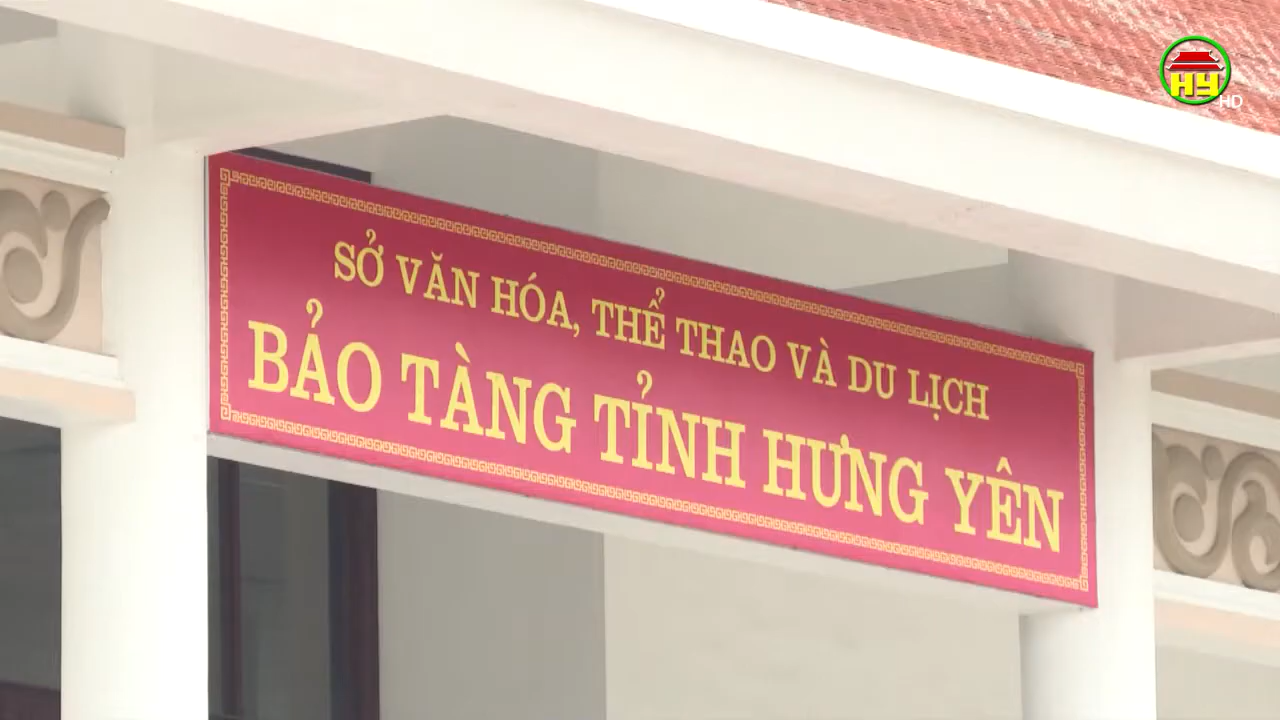 HY
HD
SỞ VĂN HÓA, THỂ THAO VÀ DU LỊCH
BẢO TÀNG TỈNH HƯNG YÊN